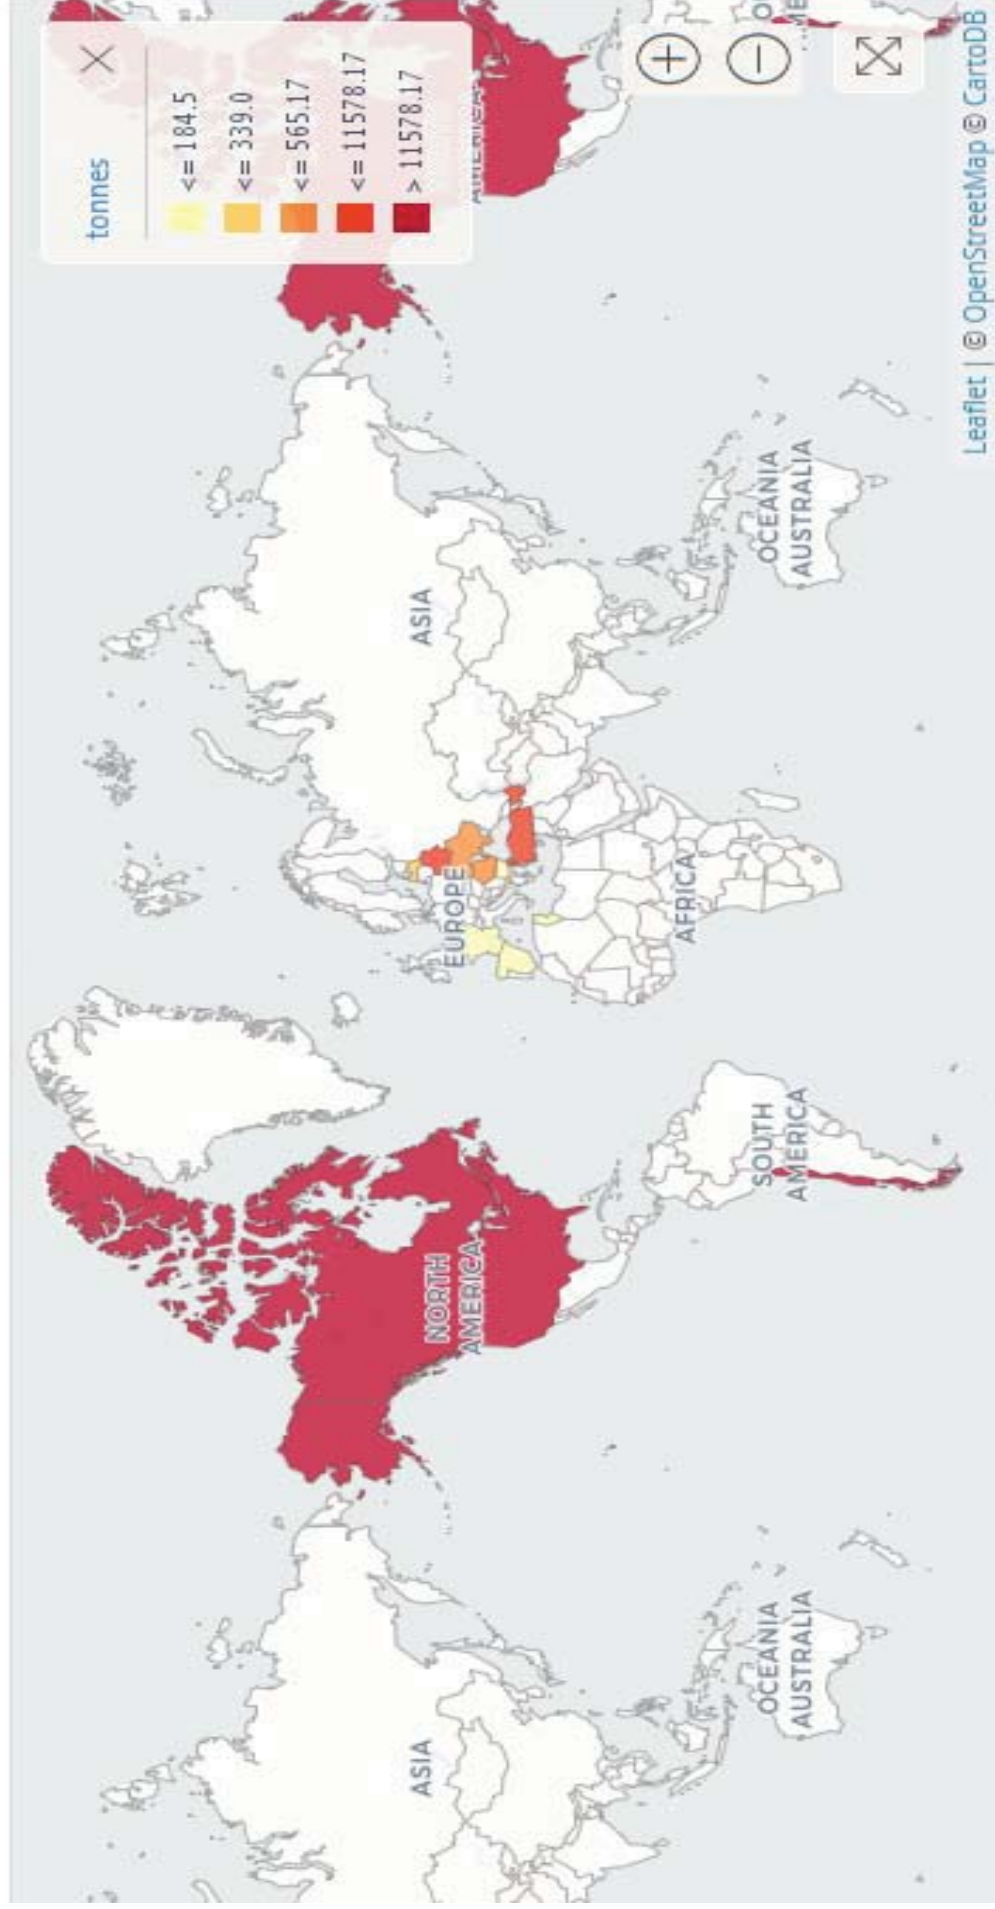 tonnes
<= 184.5
<= 339.0
<= 565.17
<= 11578.17
> 11578.17
ASIA
OCEANIA
AUSTRALIA
NORTH
AMERICA
SOUTH
AMERICA
EUROPE
AFRICA
ASIA
OCEANIA
AUSTRALIA
AMERICA
Leaflet | © OpenStreetMap © CartoDB